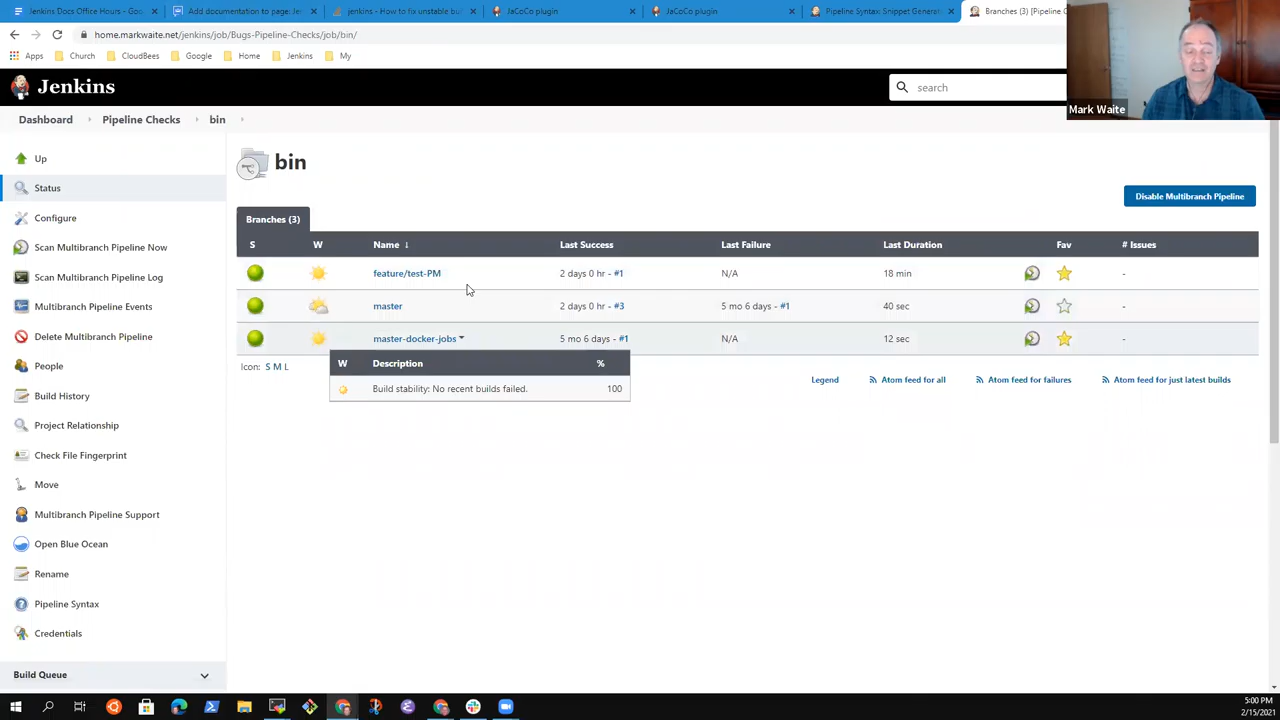 Jenkins Docs Office Hours - Goo
Add documentation to page: Jen
jenkins - How to fix unstable bu
JaCoCo plugin
JaCoCo plugin
Pipeline Syntax: Snippet Generat
Branches (3) [Pipeline C
home.markwaite.net/jenkins/job/Bugs-Pipeline-Checks/job/bin/
Apps Church CloudBees Google Home Jenkins My
Jenkins
search
Mark Waite
Dashboard Pipeline Checks bin
Up
Status
Configure
Scan Multibranch Pipeline Now
Scan Multibranch Pipeline Log
Multibranch Pipeline Events
Delete Multibranch Pipeline
People
Build History
Project Relationship
Check File Fingerprint
Move
Multibranch Pipeline Support
Open Blue Ocean
Rename
Pipeline Syntax
Credentials
Build Queue
bin
Disable Multibranch Pipeline
Branches (3)
S W Name ↓ Last Success Last Failure Last Duration Fav # Issues
feature/test-PM 2 days 0 hr - #1 N/A 18 min -
master 2 days 0 hr - #3 5 mo 6 days - #1 40 sec -
master-docker-jobs 5 mo 6 days - #1 N/A 12 sec -
W Description %
Build stability: No recent builds failed. 100
Icon: S M L
Legend Atom feed for all Atom feed for failures Atom feed for just latest builds
5:00 PM
2/15/2021